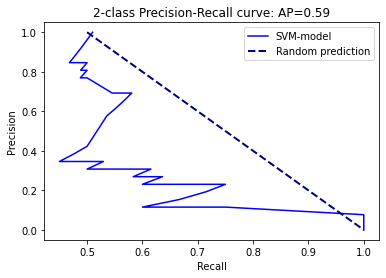 2-class Precision-Recall curve: AP=0.59
SVM-model
Random prediction
Precision
1.0
0.8
0.6
0.4
0.2
0.0
0.5
0.6
0.7
0.8
0.9
1.0
Recall